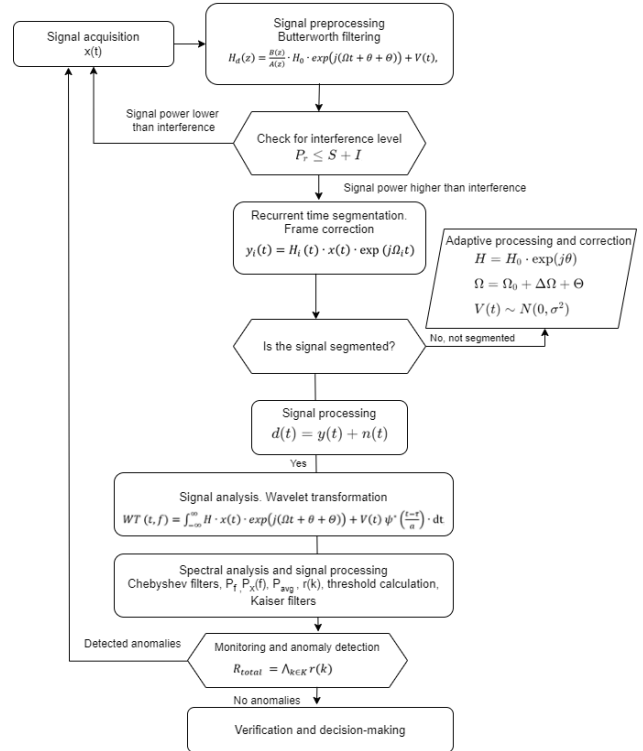 Signal acquisition
x(t)
Signal preprocessing
Butterworth filtering
H_d(z) = B(z)/A(z) · H_0 · exp(j(Ωt + θ + Θ)) + V(t),
Signal power lower
than interference
Check for interference level
P_r ≤ S + I
Signal power higher than interference
Recurrent time segmentation.
Frame correction
y_i(t) = H_i(t) · x(t) · exp(jΩ_i t)
Adaptive processing and correction
H = H_0 · exp(jθ)
Ω = Ω_0 + ΔΩ + Θ
V(t) ∼ N(0, σ²)
Is the signal segmented?
No, not segmented
Signal processing
d(t) = y(t) + n(t)
Yes
Signal analysis. Wavelet transformation
WT(t, f) = ∫_{-∞}^{∞} H · x(t) · exp(j(Ωt + θ + Θ)) + V(t) ψ*((t−τ)/a) · dt
Spectral analysis and signal processing
Chebyshev filters, P_f, P_x(f), P_avg, r(k), threshold calculation,
Kaiser filters
Detected anomalies
Monitoring and anomaly detection
R_total = Λ_{k∈K} r(k)
No anomalies
Verification and decision-making